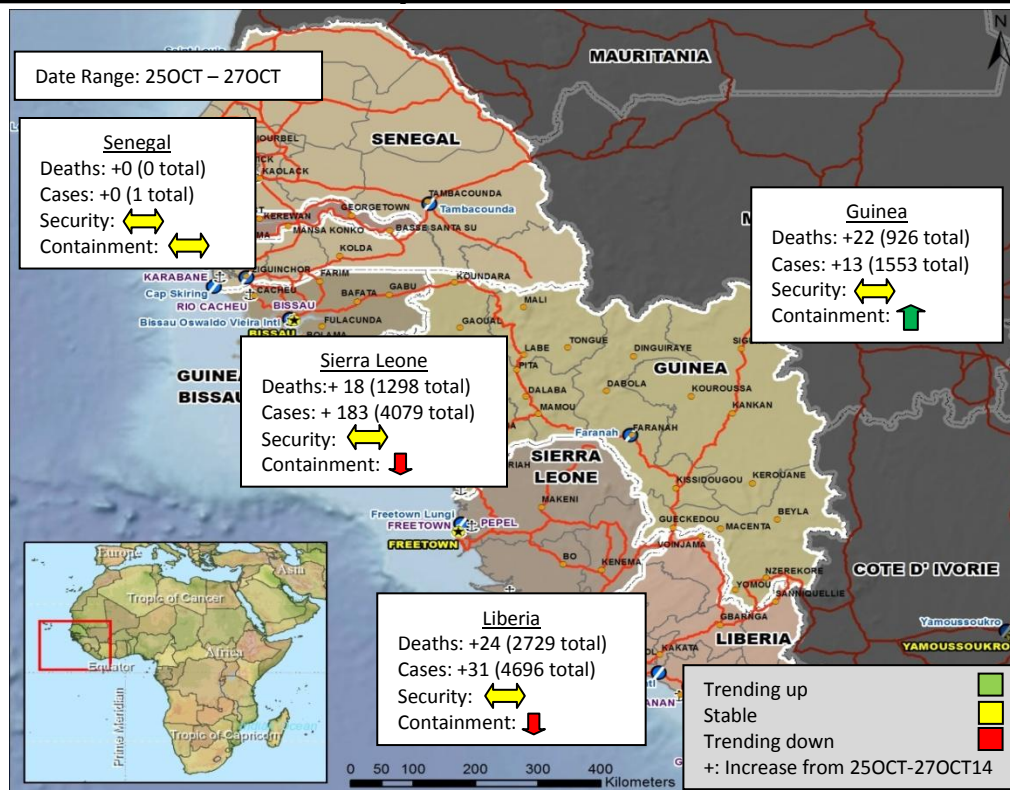 Date Range: 25OCT – 27OCT
Senegal
Deaths: +0 (0 total)
Cases: +0 (1 total)
Security:
Containment:
Guinea
Deaths: +22 (926 total)
Cases: +13 (1553 total)
Security:
Containment:
Sierra Leone
Deaths:+ 18 (1298 total)
Cases: + 183 (4079 total)
Security:
Containment:
Liberia
Deaths: +24 (2729 total)
Cases: +31 (4696 total)
Security:
Containment:
Trending up
Stable
Trending down
+: Increase from 25OCT-27OCT14
N
MAURITANIA
SENEGAL
KAOLACK
TAMBACOUNDA
Tambacounda
GEORGETOWN
KEREWAN
MANSA KONKO
BASSE SANTA SU
KOLDA
KARABANE
Cap Skiring
CACHEU
RIO CACHEU
FARIM
KOUNDARA
GABU
BAFATA
BISSAU
Bissau Oswaldo Vieira Intl
BISSAU
FULACUNDA
BOLAMA
GUINEA
BISSAU
MALI
GAOUAL
TONGUE
LABE
DINGUIRAYE
PITA
GUINEA
DALABA
DABOLA
KOUROUSSA
MAMOU
KANKAN
Faranah
FARANAH
SIERRA
LEONE
MAKENI
KISSIDOUGOU
KEROUANE
Freetown Lungi
FREETOWN
PEPEL
FREETOWN
GUECKEDOU
MACENTA
BEYLA
VOINJAMA
BO
KENEMA
NZEREKORE
YOMOU
SANNIQUELLIE
COTE D' IVORIE
GBARNGA
LIBERIA
KAKATA
Yamoussoukro
YAMOUSSOUKRO
Europe
Asia
Tropic of Cancer
Africa
Equator
Prime Meridian
Tropic of Capricorn
0 50 100 200 300 400
Kilometers